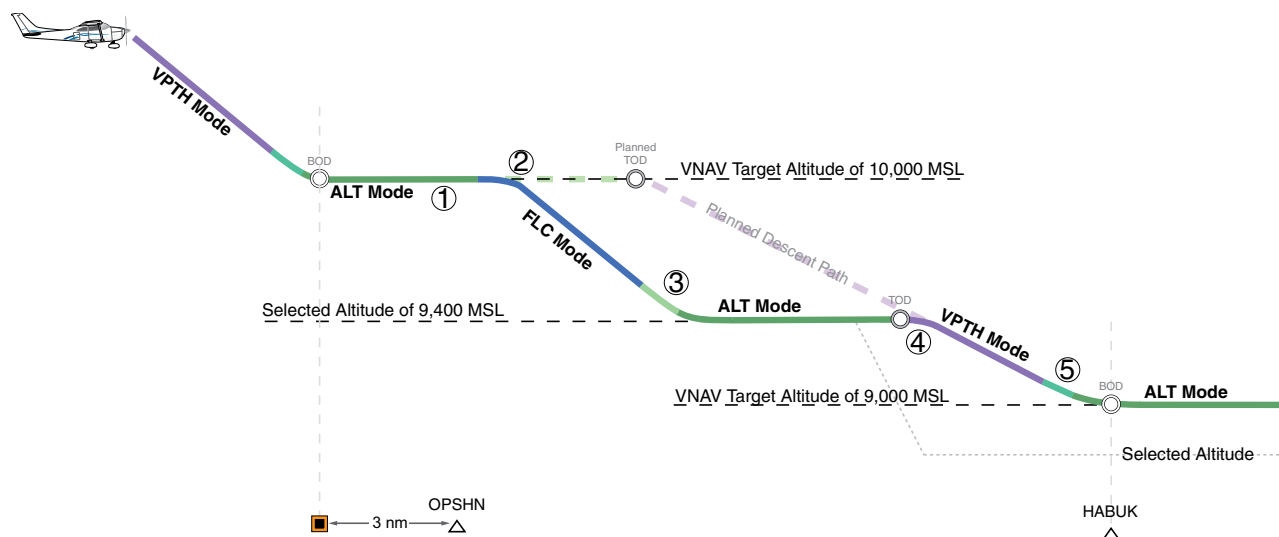 VPTH Mode
BOD
Planned
TOD
②
VNAV Target Altitude of 10,000 MSL
ALT Mode
①
FLC Mode
Planned Descent Path
③
Selected Altitude of 9,400 MSL
ALT Mode
TOD
④
VPTH Mode
⑤
BOD
VNAV Target Altitude of 9,000 MSL
ALT Mode
Selected Altitude
OPSHN
3 nm
HABUK